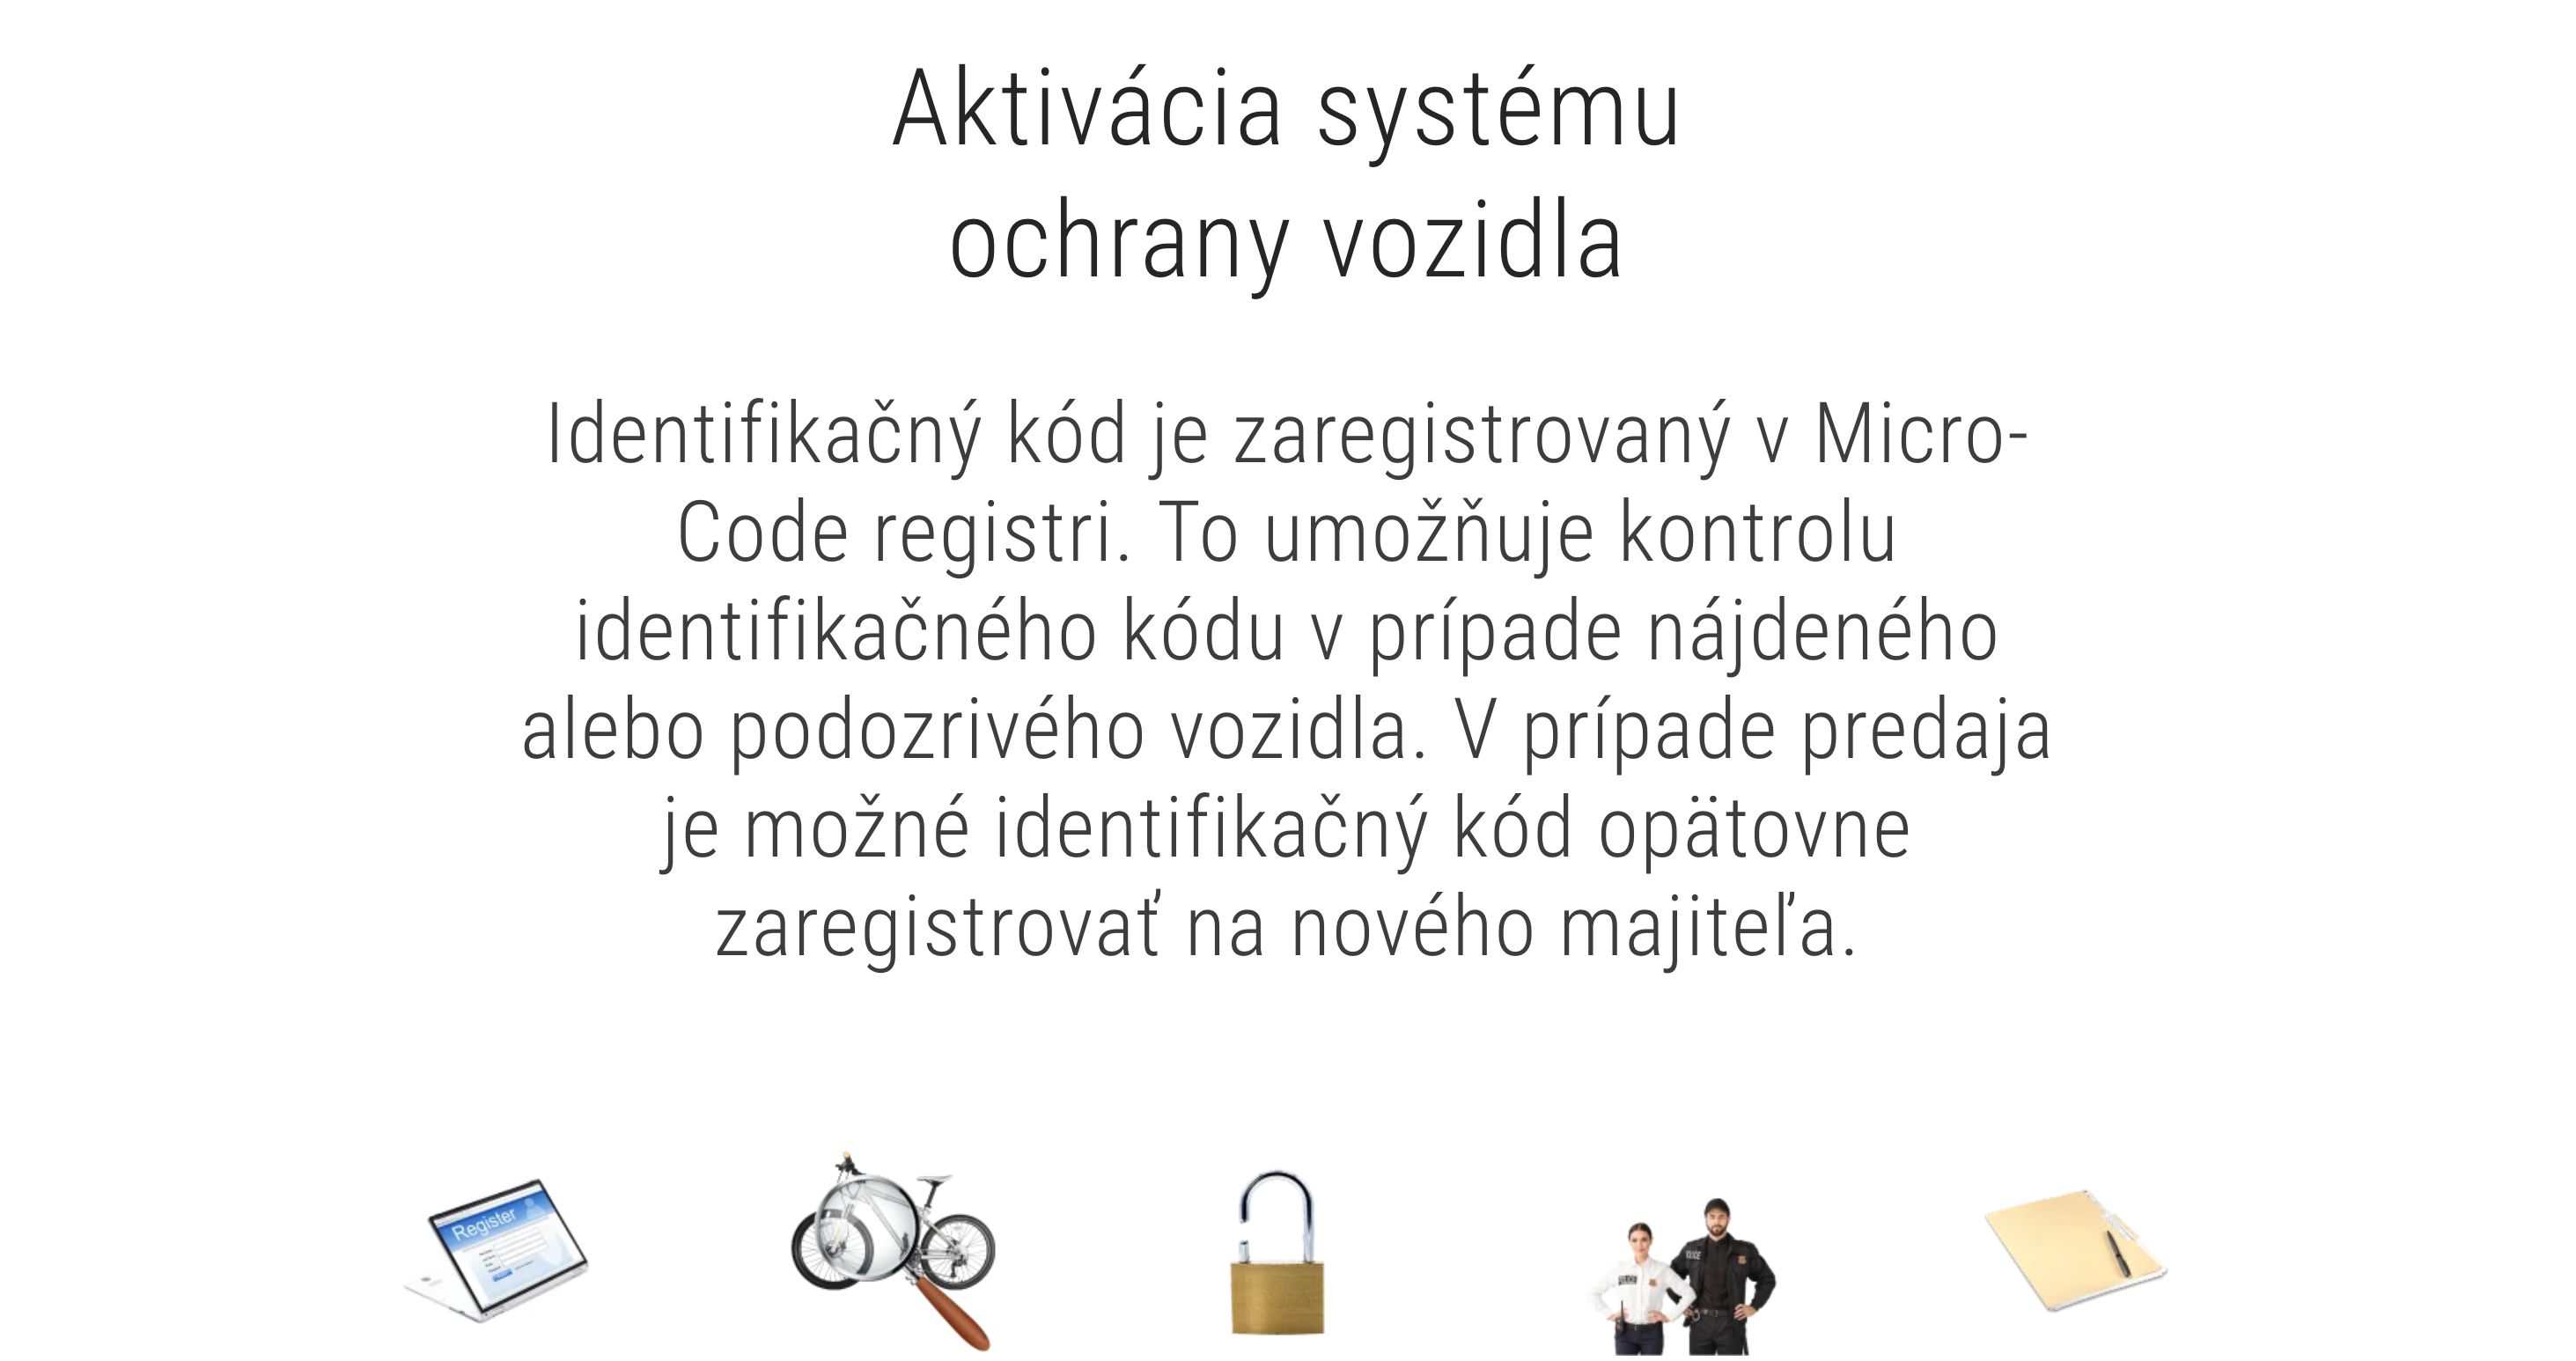 Aktivácia systému
ochrany vozidla
Identifikačný kód je zaregistrovaný v Micro-
Code registri. To umožňuje kontrolu
identifikačného kódu v prípade nájdeného
alebo podozrivého vozidla. V prípade predaja
je možné identifikačný kód opätovne
zaregistrovať na nového majiteľa.
Register